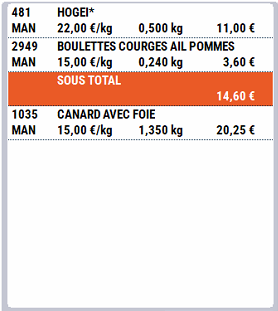 481 HOGEI*
MAN 22,00 €/kg 0,500 kg 11,00 €
2949 BOULETTES COURGES AIL POMMES
MAN 15,00 €/kg 0,240 kg 3,60 €
SOUS TOTAL
14,60 €
1035 CANARD AVEC FOIE
MAN 15,00 €/kg 1,350 kg 20,25 €